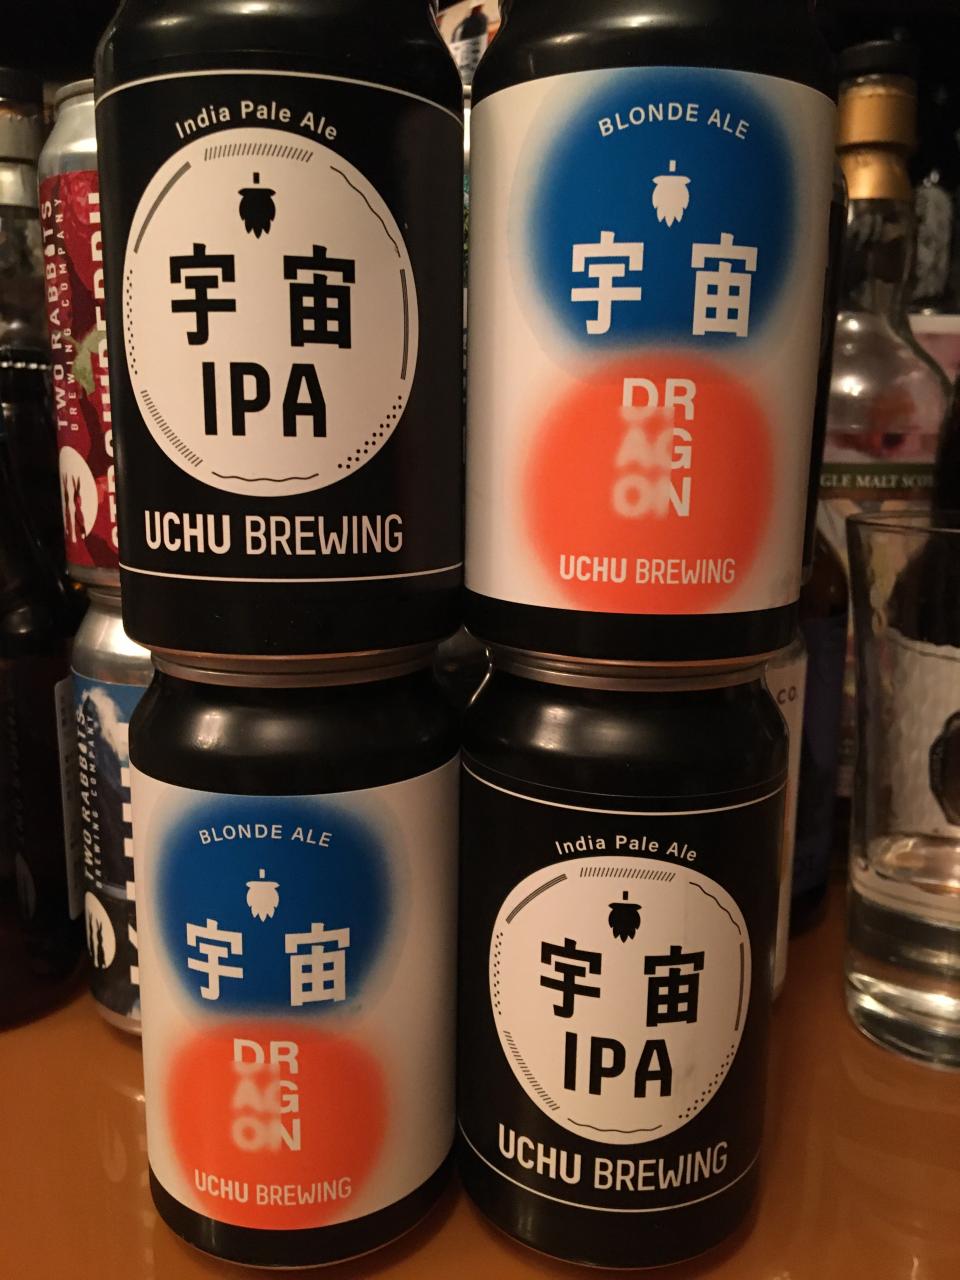 India Pale Ale
宇宙
IPA
UCHU BREWING
BLONDE ALE
宇宙
DR
AG
ON
UCHU BREWING
BLONDE ALE
宇宙
DR
AG
ON
UCHU BREWING
India Pale Ale
宇宙
IPA
UCHU BREWING
TWO RABBITS
BREWING COMPANY
TWO RABBITS
BREWING COMPANY
CO.